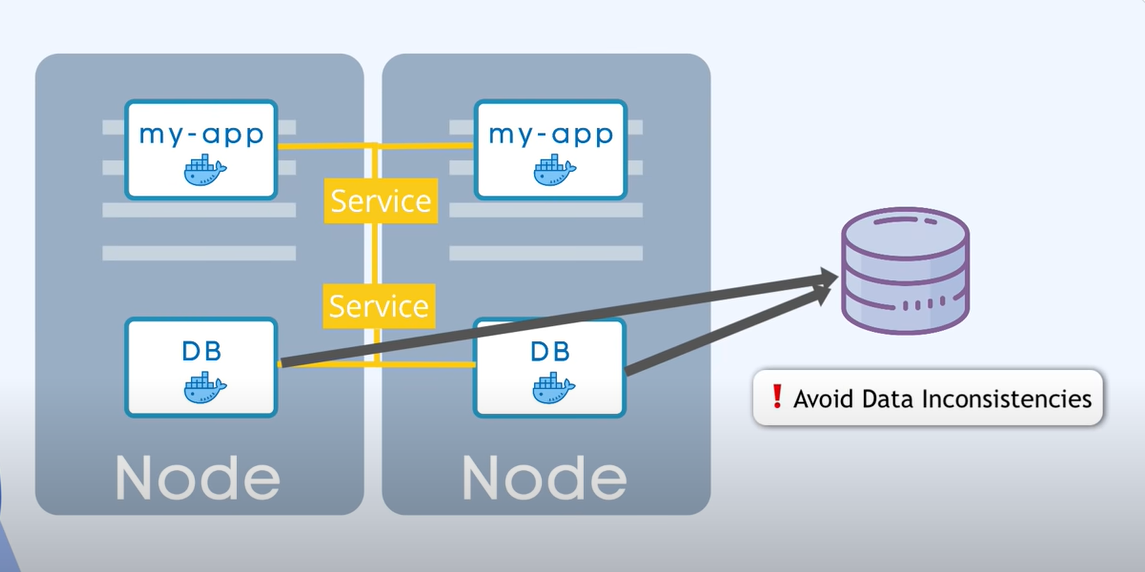 my-app
my-app
Service
Service
DB
DB
Node
Node
! Avoid Data Inconsistencies